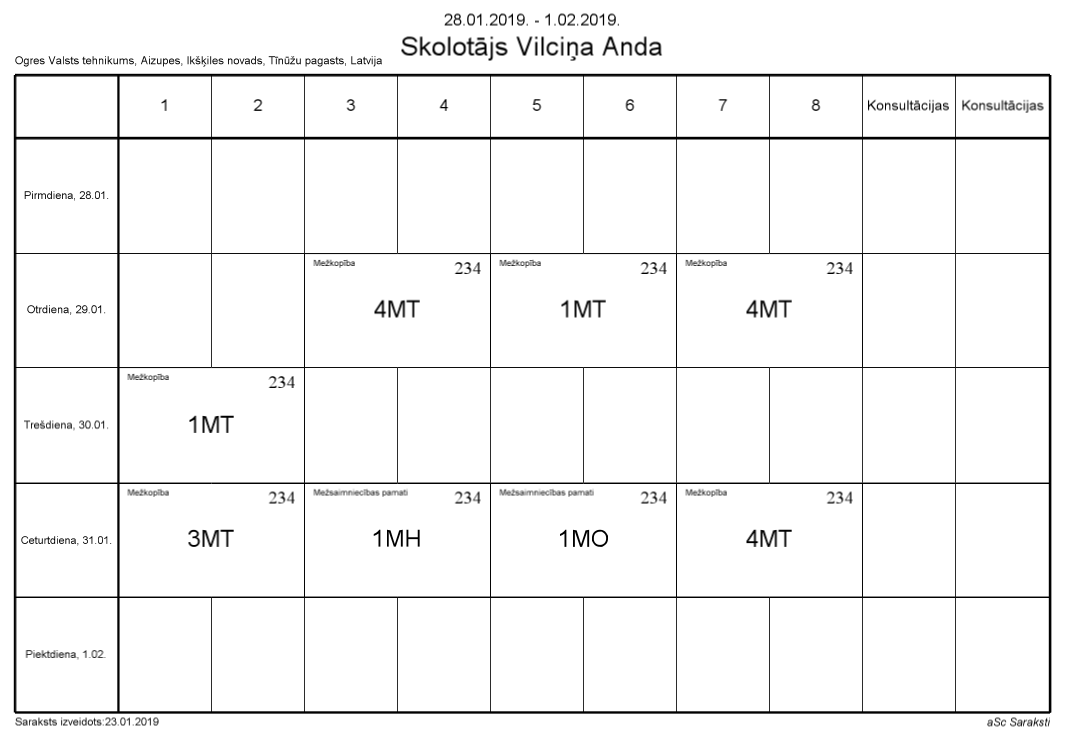 28.01.2019. - 1.02.2019.
Skolotājs Vilciņa Anda
Ogres Valsts tehnikums, Aizupes, Ikšķiles novads, Tīnūžu pagasts, Latvija
1 2 3 4 5 6 7 8 Konsultācijas Konsultācijas
Pirmdiena, 28.01.
Mežkopība 234 Mežkopība 234 Mežkopība 234
Otrdiena, 29.01. 4MT 1MT 4MT
Mežkopība 234
Trešdiena, 30.01. 1MT
Mežkopība 234 Mežsaimniecības pamati 234 Mežsaimniecības pamati 234 Mežkopība 234
Ceturtdiena, 31.01. 3MT 1MH 1MO 4MT
Piektdiena, 1.02.
Saraksts izveidots:23.01.2019 aSc Saraksti